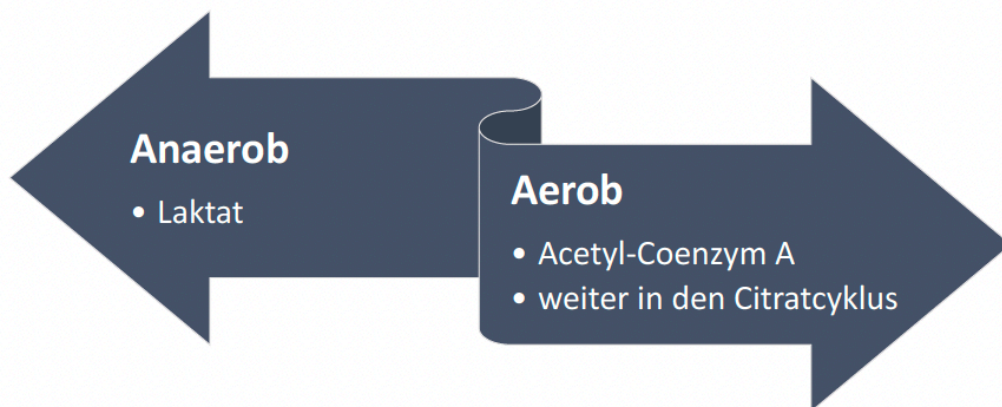 Anaerob
• Laktat
Aerob
• Acetyl-Coenzym A
• weiter in den Citratcyklus